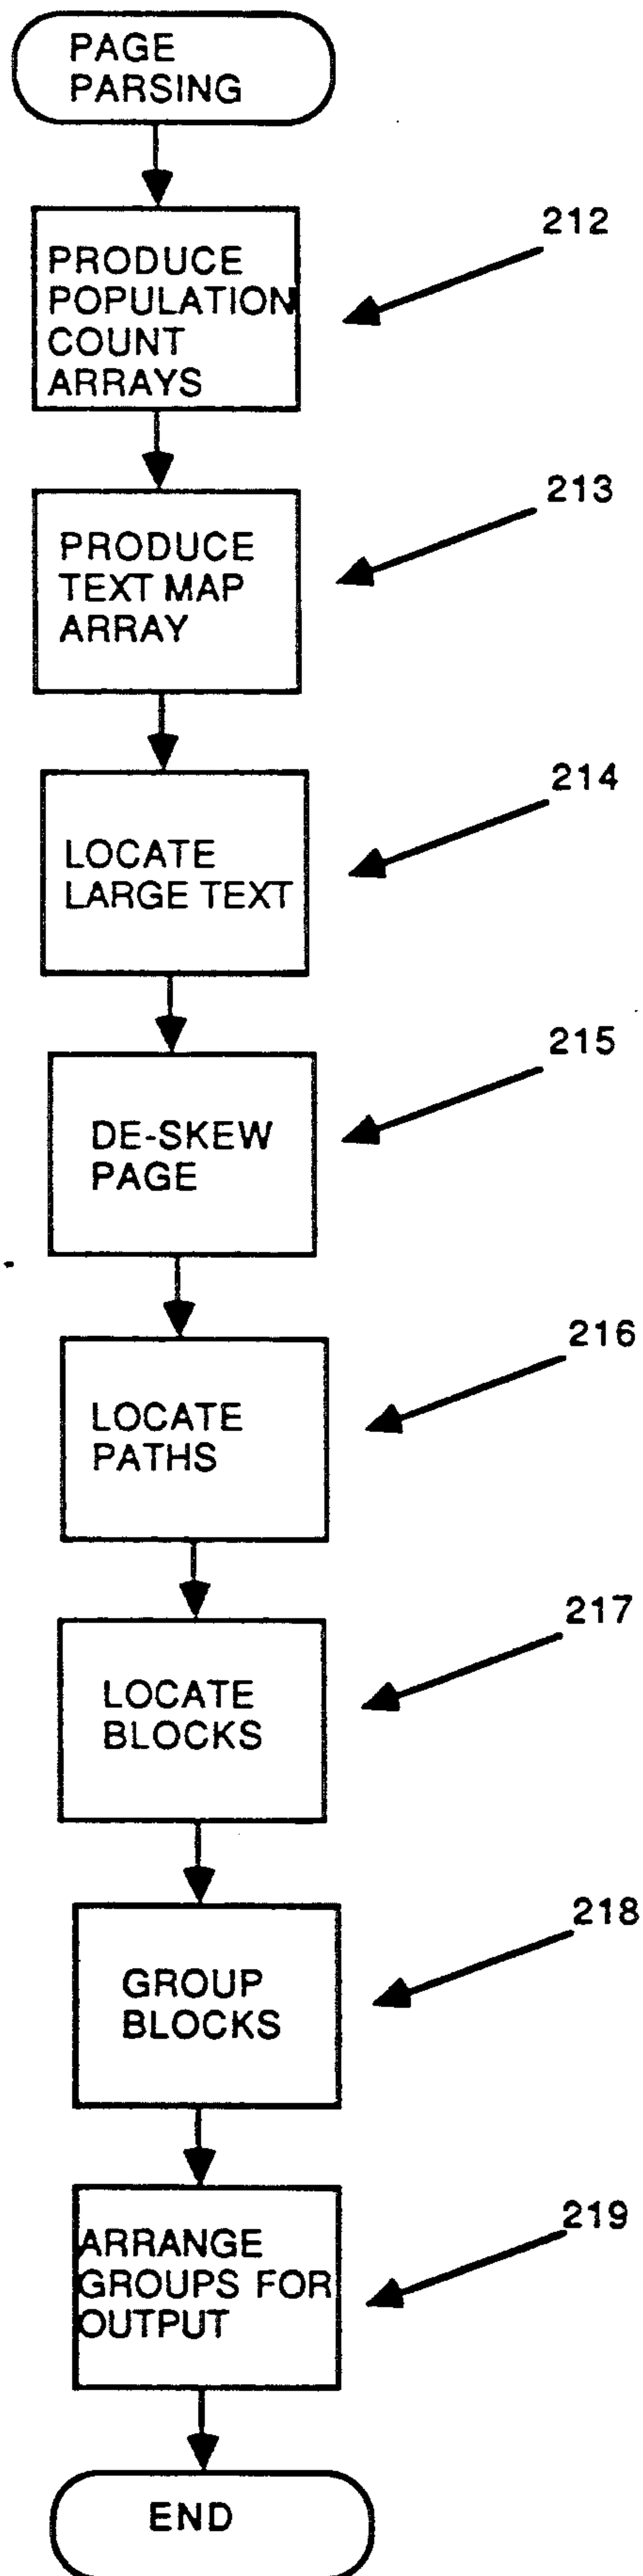 PAGE
PARSING
212
PRODUCE
POPULATION
COUNT
ARRAYS
213
PRODUCE
TEXT MAP
ARRAY
214
LOCATE
LARGE TEXT
215
DE-SKEW
PAGE
216
LOCATE
PATHS
217
LOCATE
BLOCKS
218
GROUP
BLOCKS
219
ARRANGE
GROUPS FOR
OUTPUT
END